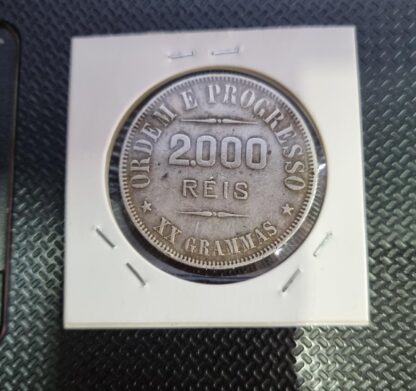 ORDEM E PROGRESSO
2.000
RÉIS
XX GRAMMAS